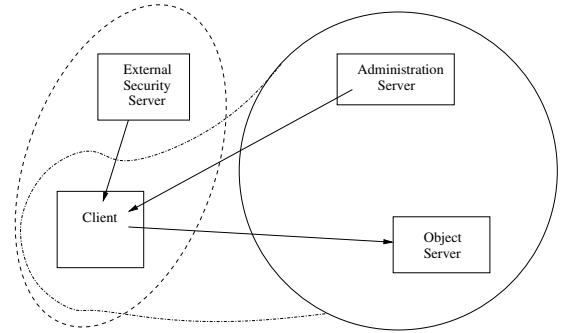 External
Security
Server
Administration
Server
Client
Object
Server